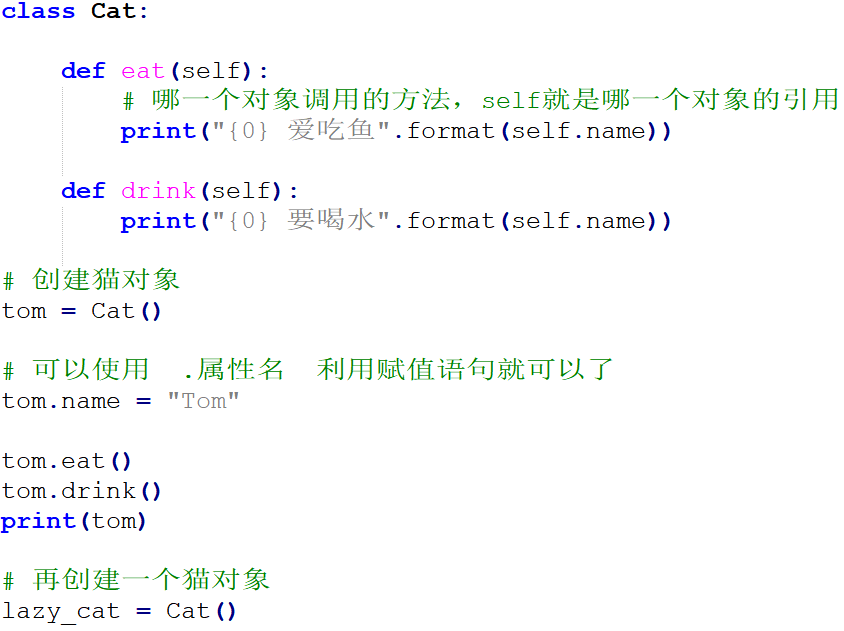 class Cat:
    def eat(self):
        # 哪一个对象调用的方法，self就是哪一个对象的引用
        print("{0} 爱吃鱼".format(self.name))
    def drink(self):
        print("{0} 要喝水".format(self.name))
# 创建猫对象
tom = Cat()
# 可以使用  .属性名  利用赋值语句就可以了
tom.name = "Tom"
tom.eat()
tom.drink()
print(tom)
# 再创建一个猫对象
lazy_cat = Cat()